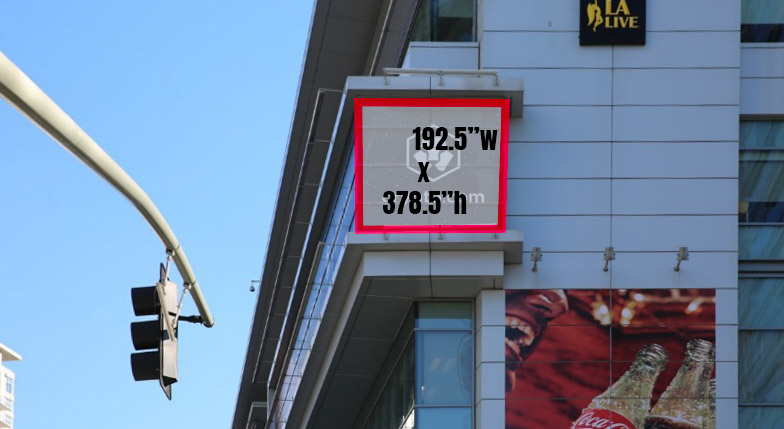 LA
LIVE
192.5”w
X
378.5”h
Coca-Cola